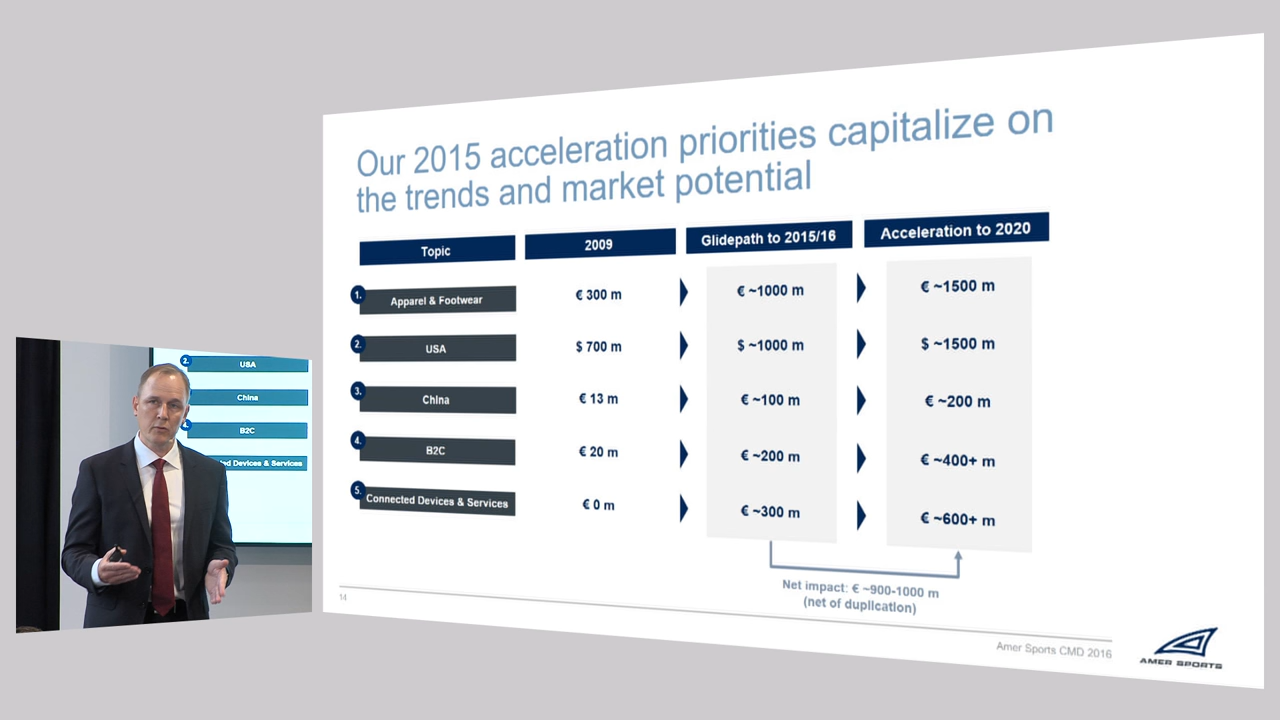 Our 2015 acceleration priorities capitalize on
the trends and market potential
Topic
2009
Glidepath to 2015/16
Acceleration to 2020
1. Apparel & Footwear
€ 300 m
€ ~1000 m
€ ~1500 m
2. USA
$ 700 m
$ ~1000 m
$ ~1500 m
3. China
€ 13 m
€ ~100 m
€ ~200 m
4. B2C
€ 20 m
€ ~200 m
€ ~400+ m
5. Connected Devices & Services
€ 0 m
€ ~300 m
€ ~600+ m
Net impact: € ~900-1000 m
(net of duplication)
14
Amer Sports CMD 2016
AMER SPORTS
2. USA
China
4. B2C
Devices & Services